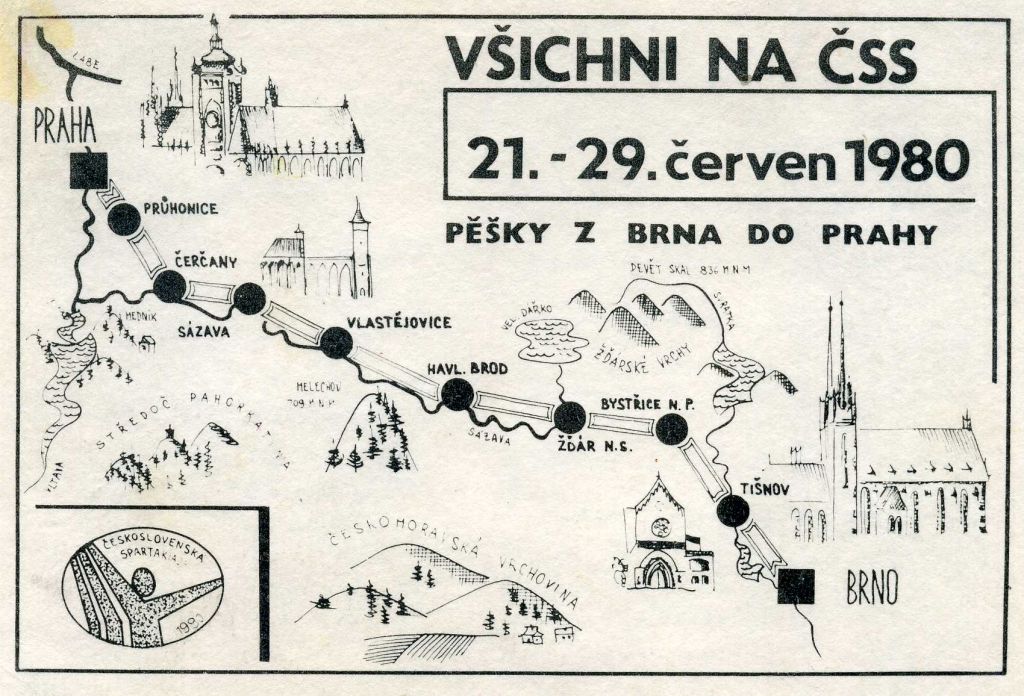 VŠICHNI NA ČSS
21. - 29. červen 1980
PĚŠKY Z BRNA DO PRAHY
LABE
PRAHA
PRŮHONICE
ČERČANY
SÁZAVA
MEDNÍK
VLASTĚJOVICE
HAVL. BROD
SÁZAVA
MELECHOV
709 M N M
STŘEDOČ PAHORKATINA
VLTAVA
VEL. DÁŘKO
DEVĚT SKAL 836 M N M
SVRATKA
ŽĎÁRSKÉ VRCHY
BYSTŘICE N.P.
ŽĎÁR N.S.
TIŠNOV
BRNO
ČESKOMORAVSKÁ VRCHOVINA
ČESKOSLOVENSKÁ
SPARTAKIÁDA
1980